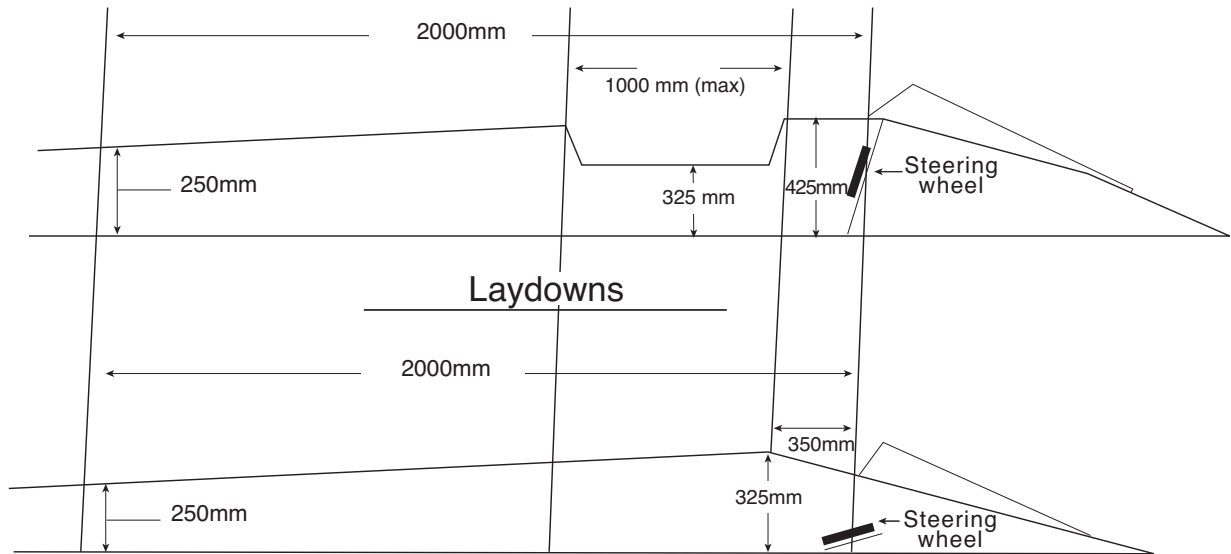 2000mm
1000 mm (max)
250mm
325 mm
425mm
Steering
wheel
Laydowns
2000mm
350mm
250mm
325mm
Steering
wheel